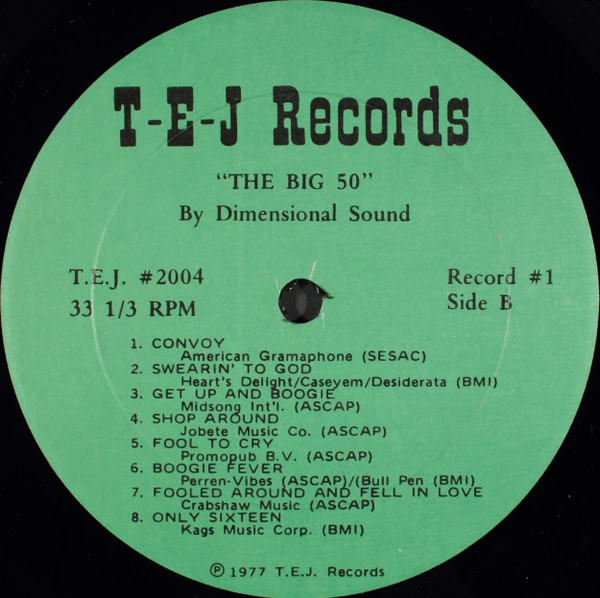 T-E-J Records
"THE BIG 50"
By Dimensional Sound
T.E.J. #2004
Record #1
33 1/3 RPM
Side B
1. CONVOY
American Gramaphone (SESAC)
2. SWEARIN' TO GOD
Heart's Delight/Caseyem/Desiderata (BMI)
3. GET UP AND BOOGIE
Midsong Int'l. (ASCAP)
4. SHOP AROUND
Jobete Music Co. (ASCAP)
5. FOOL TO CRY
Promopub B.V. (ASCAP)
6. BOOGIE FEVER
Perren-Vibes (ASCAP)/(Bull Pen (BMI)
7. FOOLED AROUND AND FELL IN LOVE
Crabshaw Music (ASCAP)
8. ONLY SIXTEEN
Kags Music Corp. (BMI)
℗ 1977 T.E.J. Records